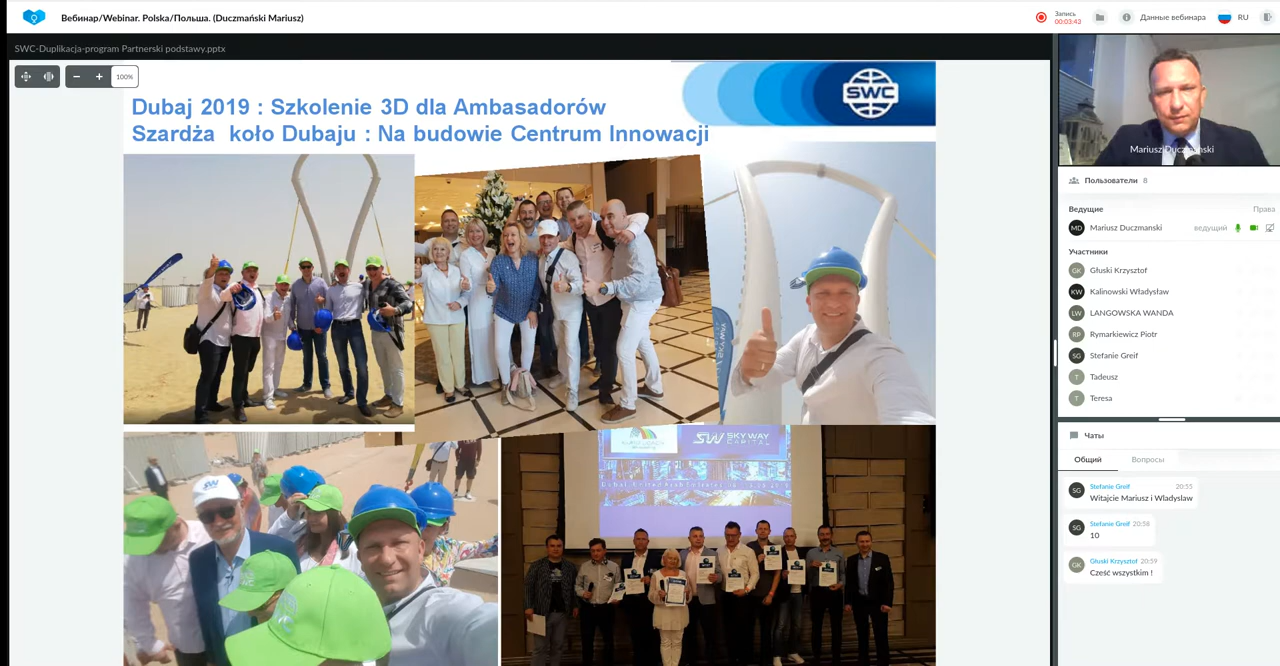 Вебинар/Webinar. Polska/Польша. (Duczmański Mariusz)
Запись
00:03:43
Данные вебинара
RU
SWC-Duplikacja-program Partnerski podstawy.pptx
100%
Dubaj 2019 : Szkolenie 3D dla Ambasadorów
Szardża koło Dubaju : Na budowie Centrum Innowacji
SWC
SW SKY WAY
CAPITAL
Mariusz Duczmanski
Пользователи 8
Ведущие Права
MD Mariusz Duczmanski ведущий
Участники
GK Głuski Krzysztof
KW Kalinowski Władysław
LW LANGOWSKA WANDA
RP Rymarkiewicz Piotr
SG Stefanie Greif
T Tadeusz
T Teresa
Чаты
Общий Вопросы
SG Stefanie Greif 20:55
Witajcie Mariusz i Wladyslaw
SG Stefanie Greif 20:58
10
GK Głuski Krzysztof 20:59
Cześć wszystkim !